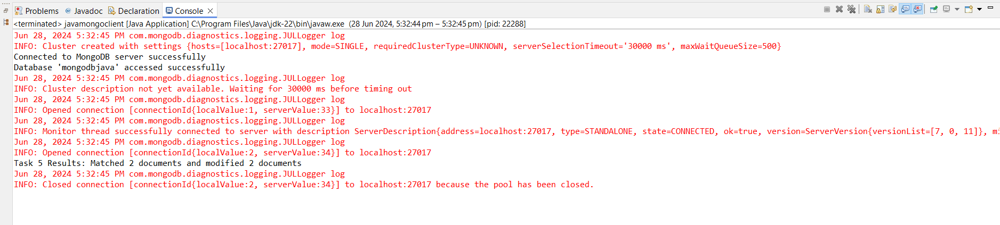 Problems @ Javadoc Declaration Console
<terminated> javamongoclient [Java Application] C:\Program Files\Java\jdk-22\bin\javaw.exe (28 Jun 2024, 5:32:44 pm – 5:32:45 pm) [pid: 22288]
Jun 28, 2024 5:32:45 PM com.mongodb.diagnostics.logging.JULLogger log
INFO: Cluster created with settings {hosts=[localhost:27017], mode=SINGLE, requiredClusterType=UNKNOWN, serverSelectionTimeout='30000 ms', maxWaitQueueSize=500}
Connected to MongoDB server successfully
Database 'mongodbjava' accessed successfully
Jun 28, 2024 5:32:45 PM com.mongodb.diagnostics.logging.JULLogger log
INFO: Cluster description not yet available. Waiting for 30000 ms before timing out
Jun 28, 2024 5:32:45 PM com.mongodb.diagnostics.logging.JULLogger log
INFO: Opened connection [connectionId{localValue:1, serverValue:33}] to localhost:27017
Jun 28, 2024 5:32:45 PM com.mongodb.diagnostics.logging.JULLogger log
INFO: Monitor thread successfully connected to server with description ServerDescription{address=localhost:27017, type=STANDALONE, state=CONNECTED, ok=true, version=ServerVersion{versionList=[7, 0, 11]}, mi
Jun 28, 2024 5:32:45 PM com.mongodb.diagnostics.logging.JULLogger log
INFO: Opened connection [connectionId{localValue:2, serverValue:34}] to localhost:27017
Task 5 Results: Matched 2 documents and modified 2 documents
Jun 28, 2024 5:32:45 PM com.mongodb.diagnostics.logging.JULLogger log
INFO: Closed connection [connectionId{localValue:2, serverValue:34}] to localhost:27017 because the pool has been closed.